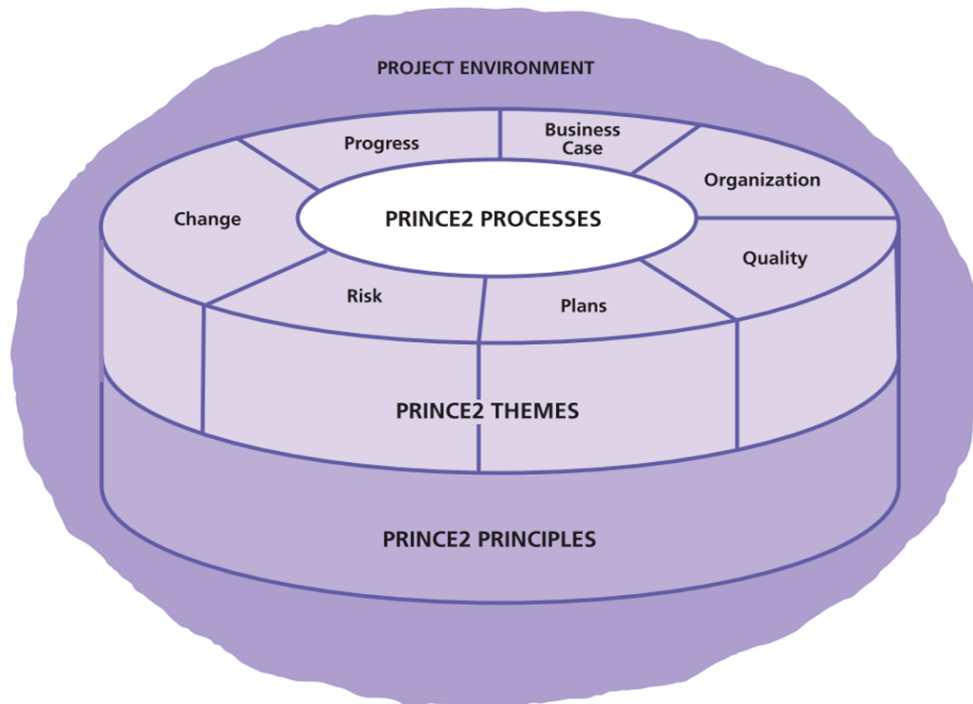 PROJECT ENVIRONMENT
Progress
Business
Case
Organization
Change
PRINCE2 PROCESSES
Quality
Risk
Plans
PRINCE2 THEMES
PRINCE2 PRINCIPLES